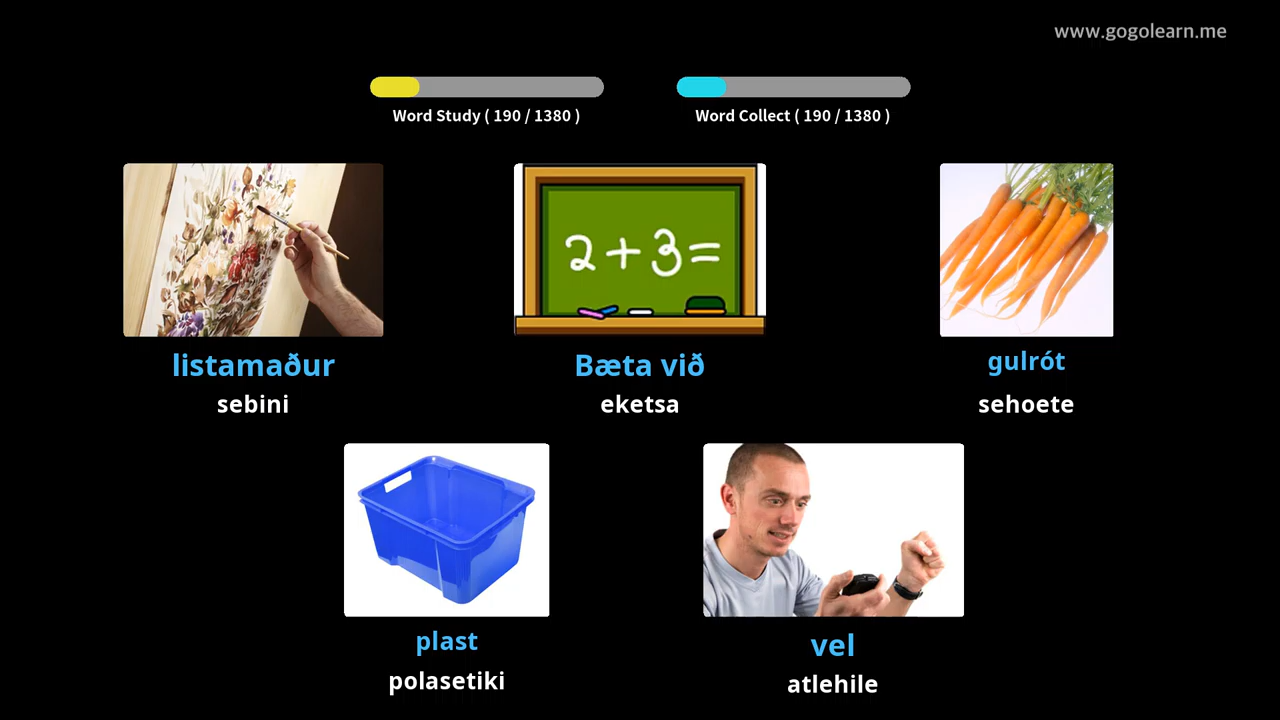 www.gogolearn.me
Word Study ( 190 / 1380 )
Word Collect ( 190 / 1380 )
2+3=
listamaður
Bæta við
gulrót
sebini
eketsa
sehoete
plast
vel
polasetiki
atlehile